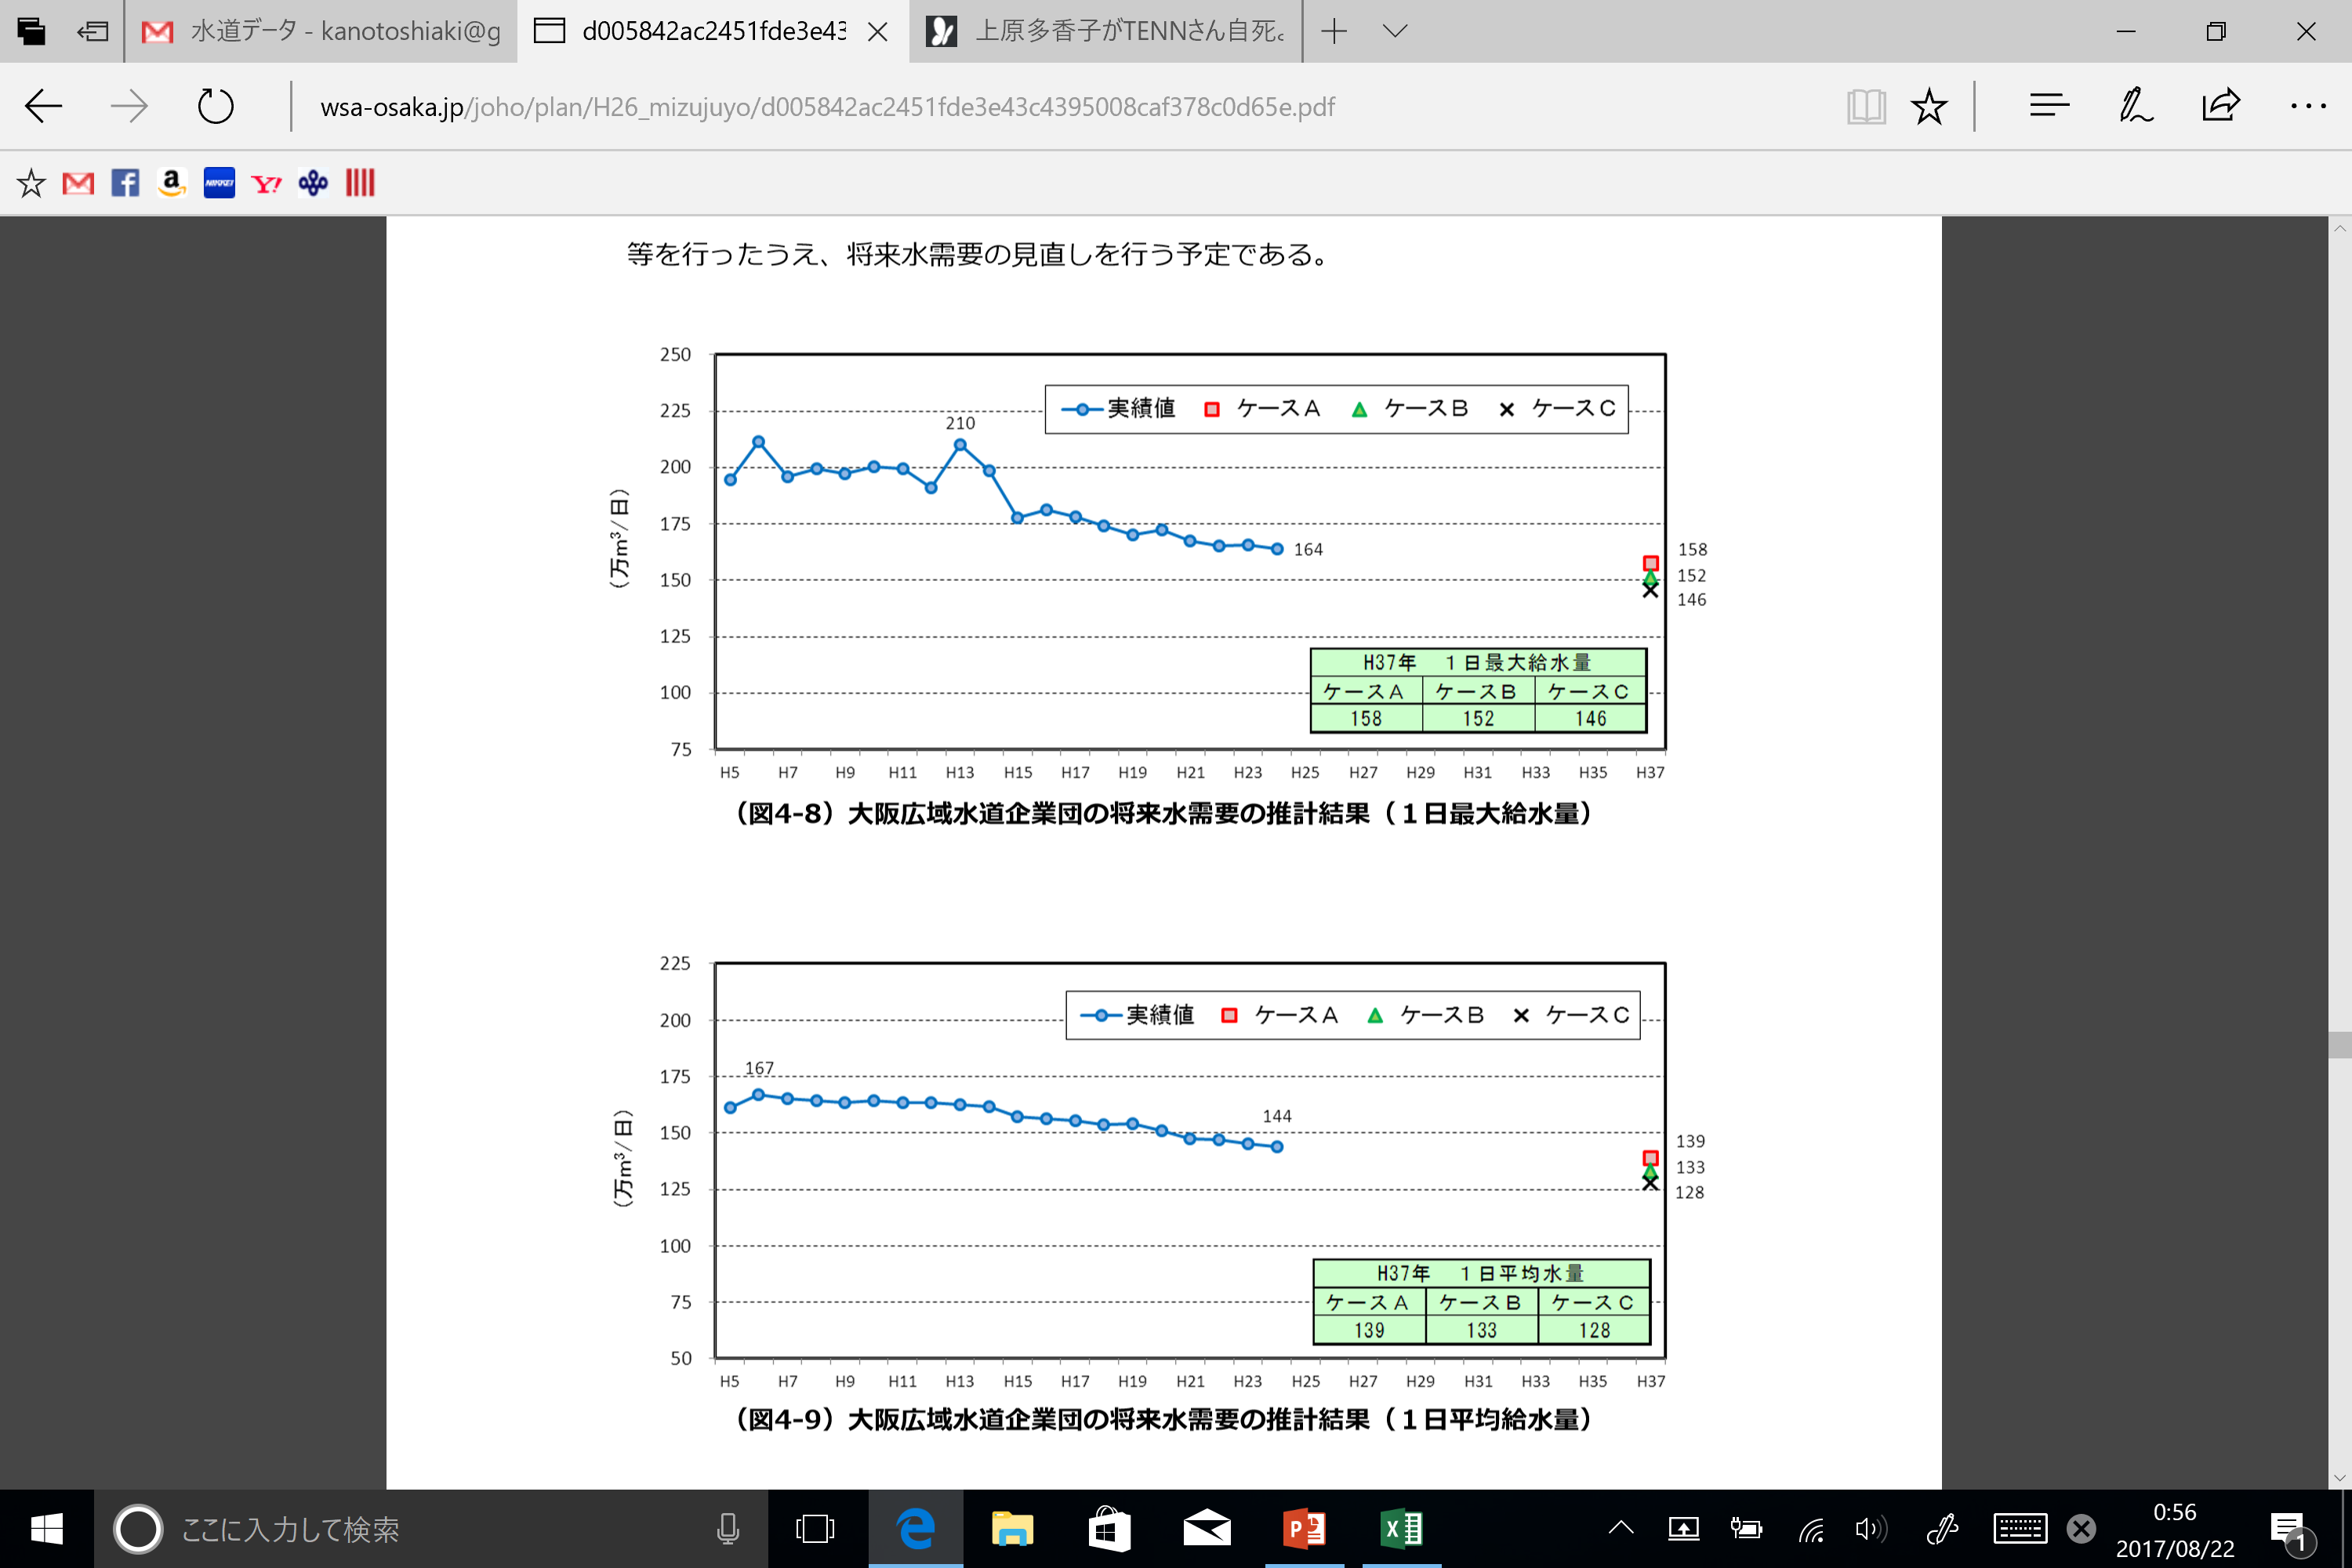 水道データ - kanotoshiaki@g
d005842ac2451fde3e43
上原多香子がTENNさん自死。
wsa-osaka.jp/joho/plan/H26_mizujuyo/d005842ac2451fde3e43c4395008caf378c0d65e.pdf
NIKKEI
等を行ったうえ、将来水需要の見直しを行う予定である。
250
225
200
175
150
125
100
75
(万m³/日)
実績値 ケースA ケースB ケースC
210
164
158
152
146
H37年 1日最大給水量
ケースA ケースB ケースC
158 152 146
H5 H7 H9 H11 H13 H15 H17 H19 H21 H23 H25 H27 H29 H31 H33 H35 H37
（図4-8）大阪広域水道企業団の将来水需要の推計結果（１日最大給水量）
225
200
175
150
125
100
75
50
(万m³/日)
実績値 ケースA ケースB ケースC
167
144
139
133
128
H37年 1日平均水量
ケースA ケースB ケースC
139 133 128
H5 H7 H9 H11 H13 H15 H17 H19 H21 H23 H25 H27 H29 H31 H33 H35 H37
（図4-9）大阪広域水道企業団の将来水需要の推計結果（１日平均給水量）
ここに入力して検索
0:56
2017/08/22
1